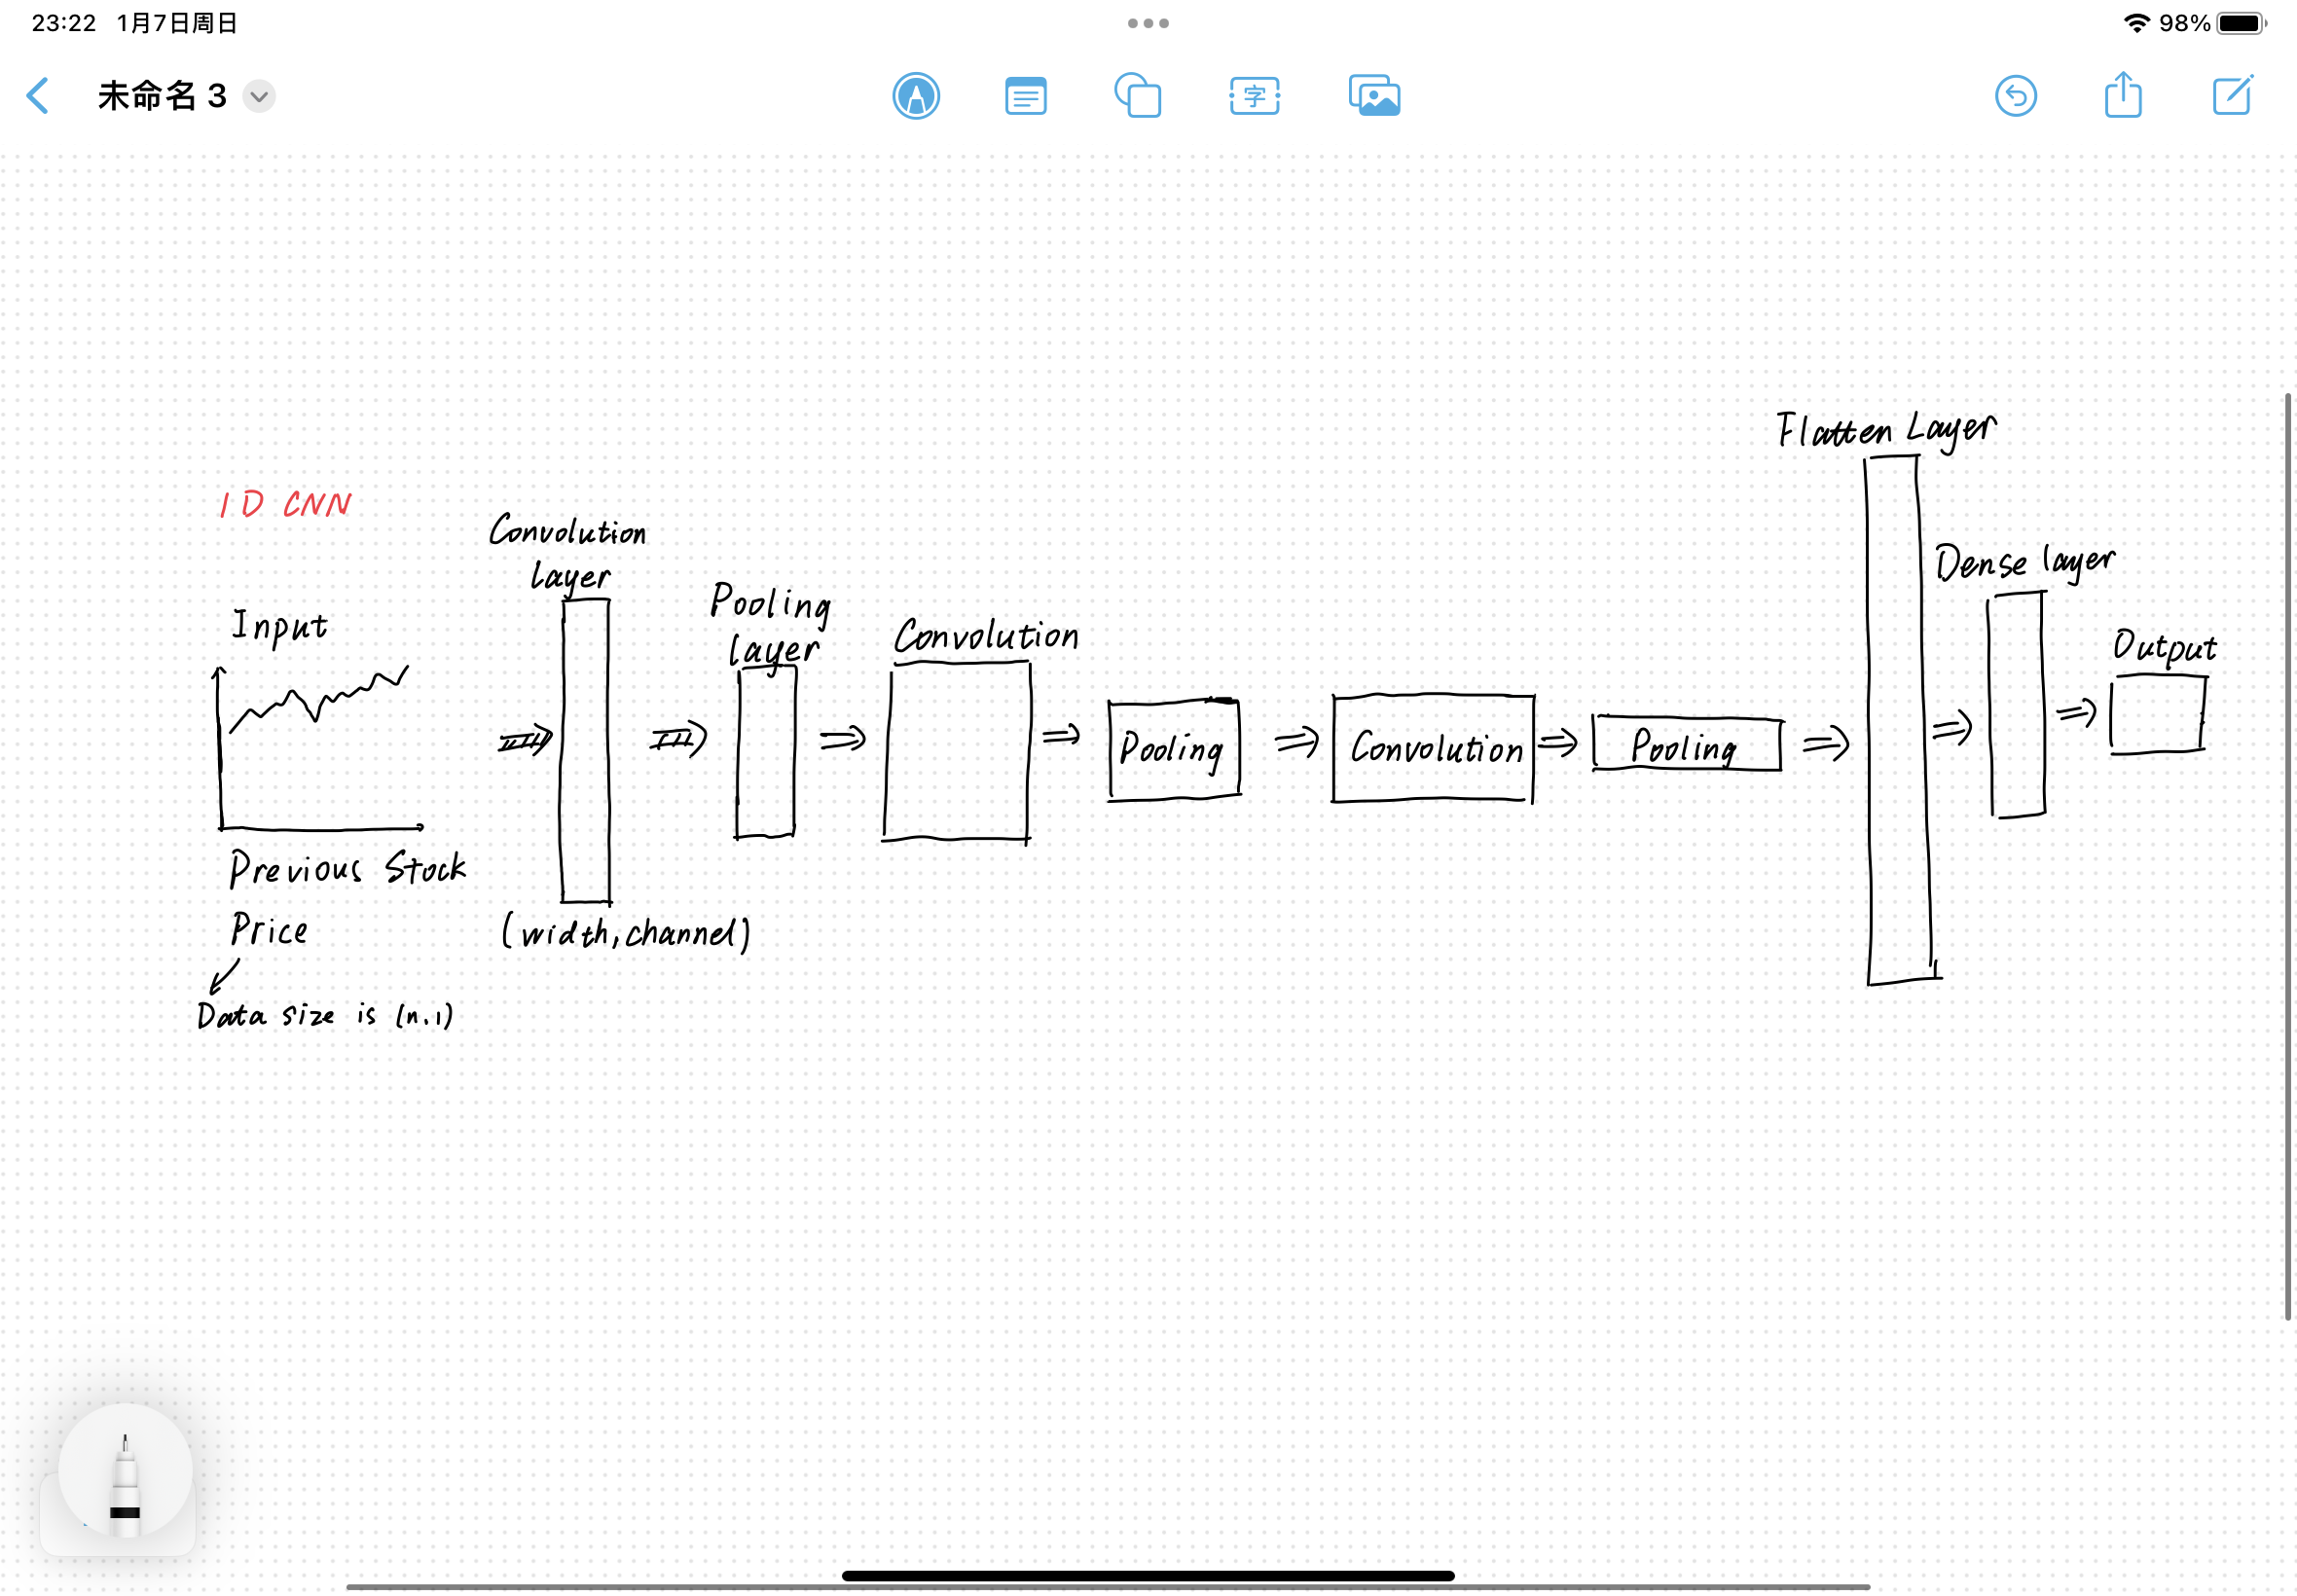 23:22 1月7日周日
98%
未命名 3
字
1D CNN
Input
Previous Stock
Price
Data size is (n.1)
Convolution
layer
(width, channel)
Pooling
layer
Convolution
Pooling
Convolution
Pooling
Flatten Layer
Dense layer
Output